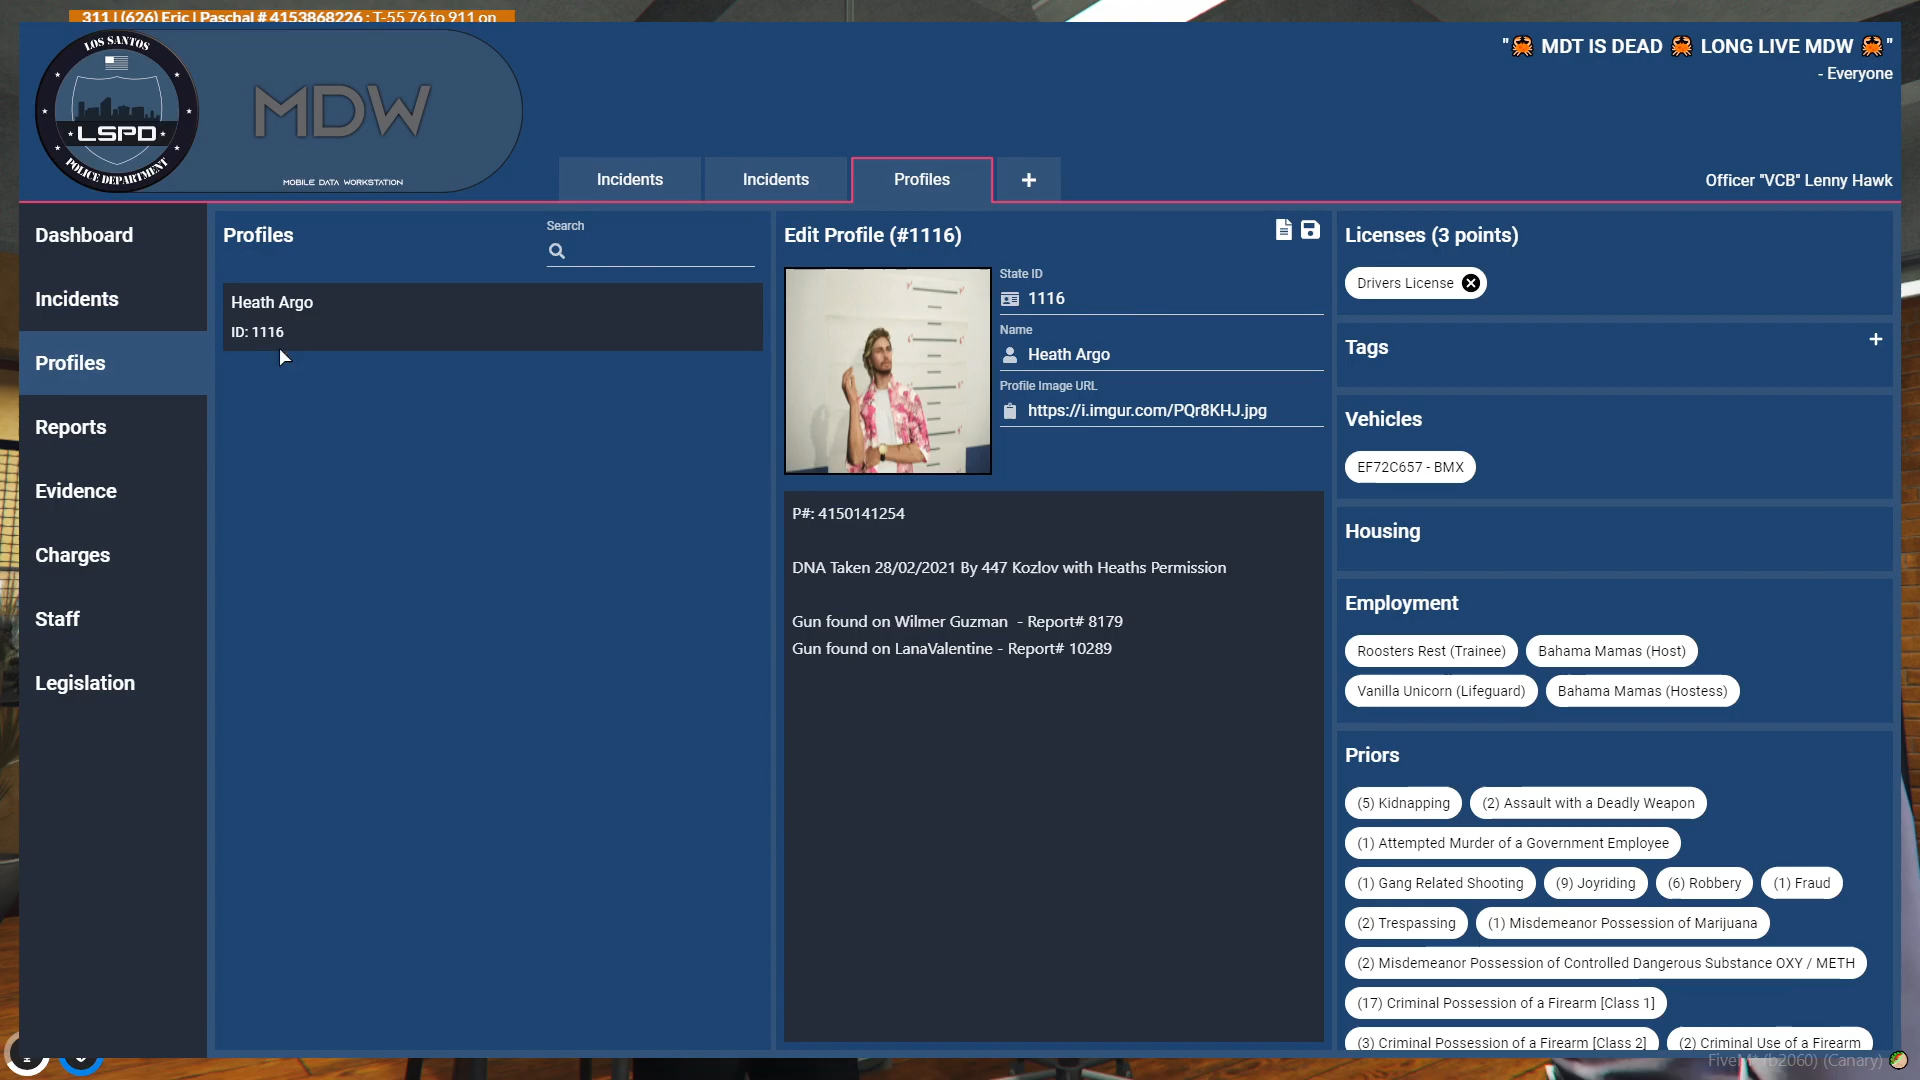 311 | (626) Eric | Paschal # 4153868226 : T-55 76 to 911 on
LOS SANTOS
LSPD
POLICE DEPARTMENT
MDW
MOBILE DATA WORKSTATION
"🦀 MDT IS DEAD 🦀 LONG LIVE MDW 🦀"
- Everyone
Incidents
Incidents
Profiles
+
Officer "VCB" Lenny Hawk
Dashboard
Incidents
Profiles
Reports
Evidence
Charges
Staff
Legislation
Profiles
Search
Heath Argo
ID: 1116
Edit Profile (#1116)
State ID
1116
Name
Heath Argo
Profile Image URL
https://i.imgur.com/PQr8KHJ.jpg
P#: 4150141254
DNA Taken 28/02/2021 By 447 Kozlov with Heaths Permission
Gun found on Wilmer Guzman - Report# 8179
Gun found on LanaValentine - Report# 10289
Licenses (3 points)
Drivers License
Tags
+
Vehicles
EF72C657 - BMX
Housing
Employment
Roosters Rest (Trainee) Bahama Mamas (Host)
Vanilla Unicorn (Lifeguard) Bahama Mamas (Hostess)
Priors
(5) Kidnapping (2) Assault with a Deadly Weapon
(1) Attempted Murder of a Government Employee
(1) Gang Related Shooting (9) Joyriding (6) Robbery (1) Fraud
(2) Trespassing (1) Misdemeanor Possession of Marijuana
(2) Misdemeanor Possession of Controlled Dangerous Substance OXY / METH
(17) Criminal Possession of a Firearm [Class 1]
(3) Criminal Possession of a Firearm [Class 2] (2) Criminal Use of a Firearm
(b2060) (Canary)